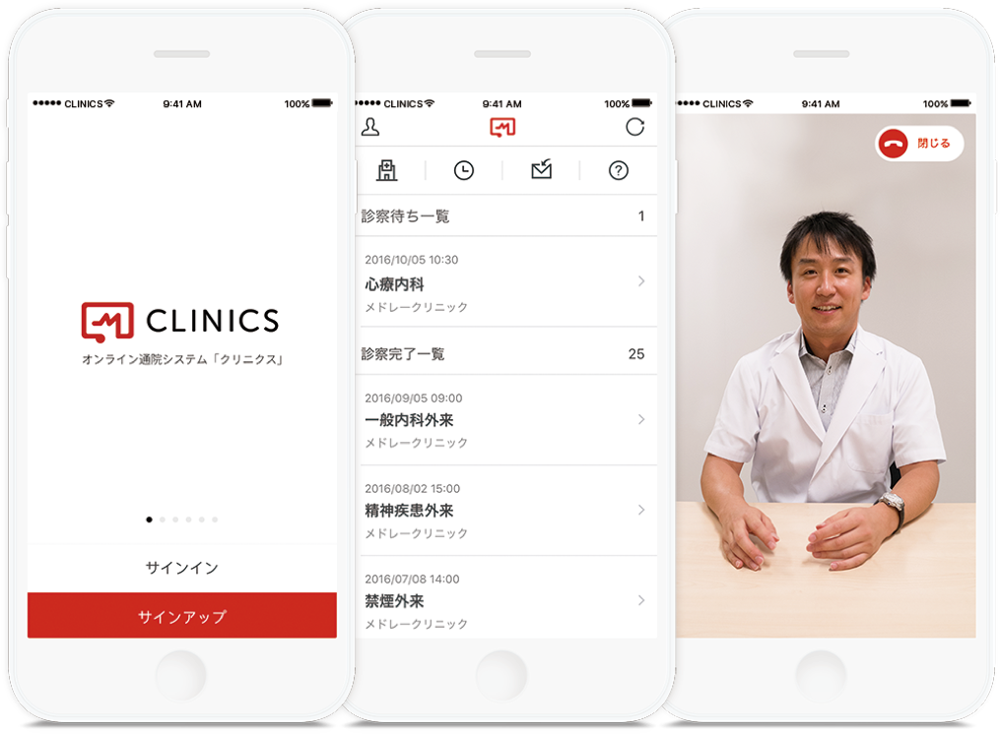 CLINICS 9:41 AM 100%
CLINICS
オンライン通院システム「クリニクス」
サインイン
サインアップ
CLINICS 9:41 AM 100%
診察待ち一覧 1
2016/10/05 10:30
心療内科
メドレークリニック
診察完了一覧 25
2016/09/05 09:00
一般内科外来
メドレークリニック
2016/08/02 15:00
精神疾患外来
メドレークリニック
2016/07/08 14:00
禁煙外来
メドレークリニック
CLINICS 9:41 AM 100%
閉じる